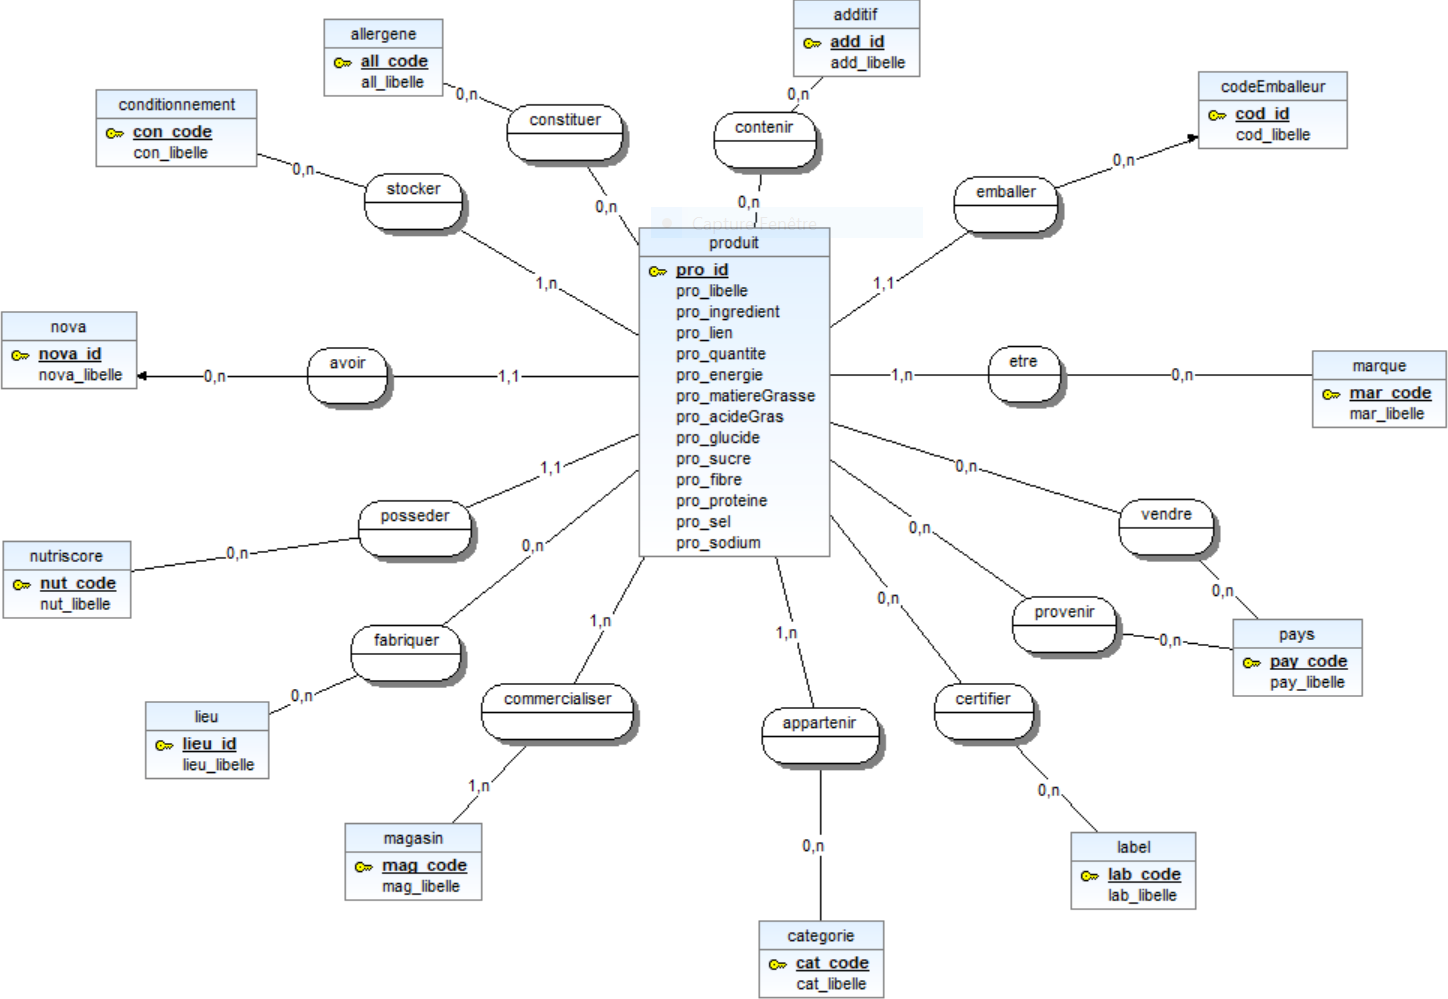 additif
add_id
add_libelle
allergene
all_code
all_libelle
0,n
constituer
0,n
0,n
contenir
0,n
codeEmballeur
cod_id
cod_libelle
0,n
emballer
1,1
conditionnement
con_code
con_libelle
0,n
stocker
1,n
Capture Fenêtre
produit
pro_id
pro_libelle
pro_ingredient
pro_lien
pro_quantite
pro_energie
pro_matiereGrasse
pro_acideGras
pro_glucide
pro_sucre
pro_fibre
pro_proteine
pro_sel
pro_sodium
nova
nova_id
nova_libelle
0,n
avoir
1,1
1,n
etre
0,n
marque
mar_code
mar_libelle
1,1
posseder
0,n
nutriscore
nut_code
nut_libelle
0,n
vendre
0,n
0,n
provenir
0,n
pays
pay_code
pay_libelle
0,n
fabriquer
0,n
lieu
lieu_id
lieu_libelle
1,n
commercialiser
1,n
magasin
mag_code
mag_libelle
1,n
appartenir
0,n
categorie
cat_code
cat_libelle
0,n
certifier
0,n
label
lab_code
lab_libelle